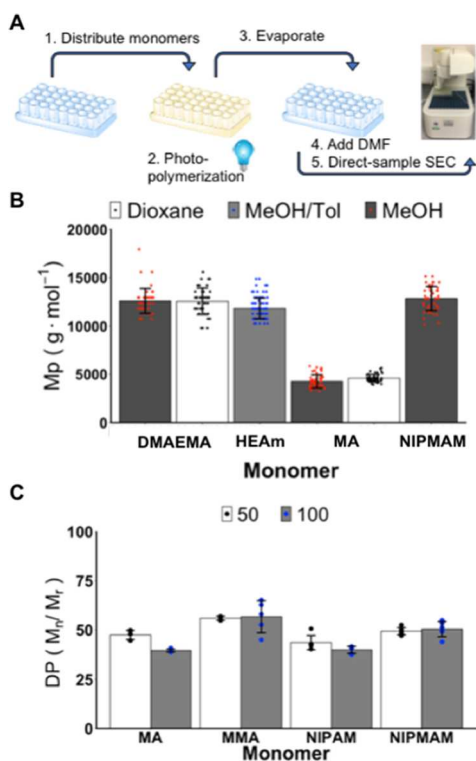 A
1. Distribute monomers
3. Evaporate
2. Photo-
polymerization
4. Add DMF
5. Direct-sample SEC
B
Dioxane MeOH/Tol MeOH
Mp ( g · mol⁻¹)
20000
15000
10000
5000
0
DMAEMA HEAm MA NIPMAM
Monomer
C
50 100
DP ( Mn/ Mr )
100
75
50
25
0
MA MMA NIPAM NIPMAM
Monomer